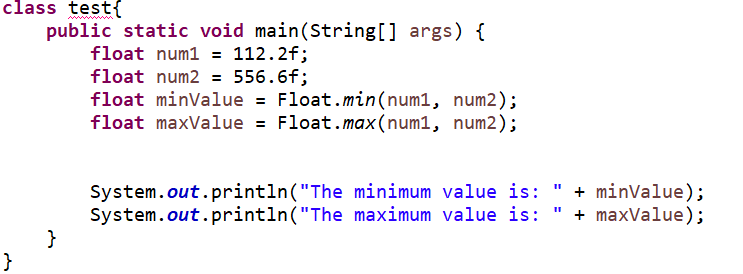 class test{
    public static void main(String[] args) {
        float num1 = 112.2f;
        float num2 = 556.6f;
        float minValue = Float.min(num1, num2);
        float maxValue = Float.max(num1, num2);
        System.out.println("The minimum value is: " + minValue);
        System.out.println("The maximum value is: " + maxValue);
    }
}